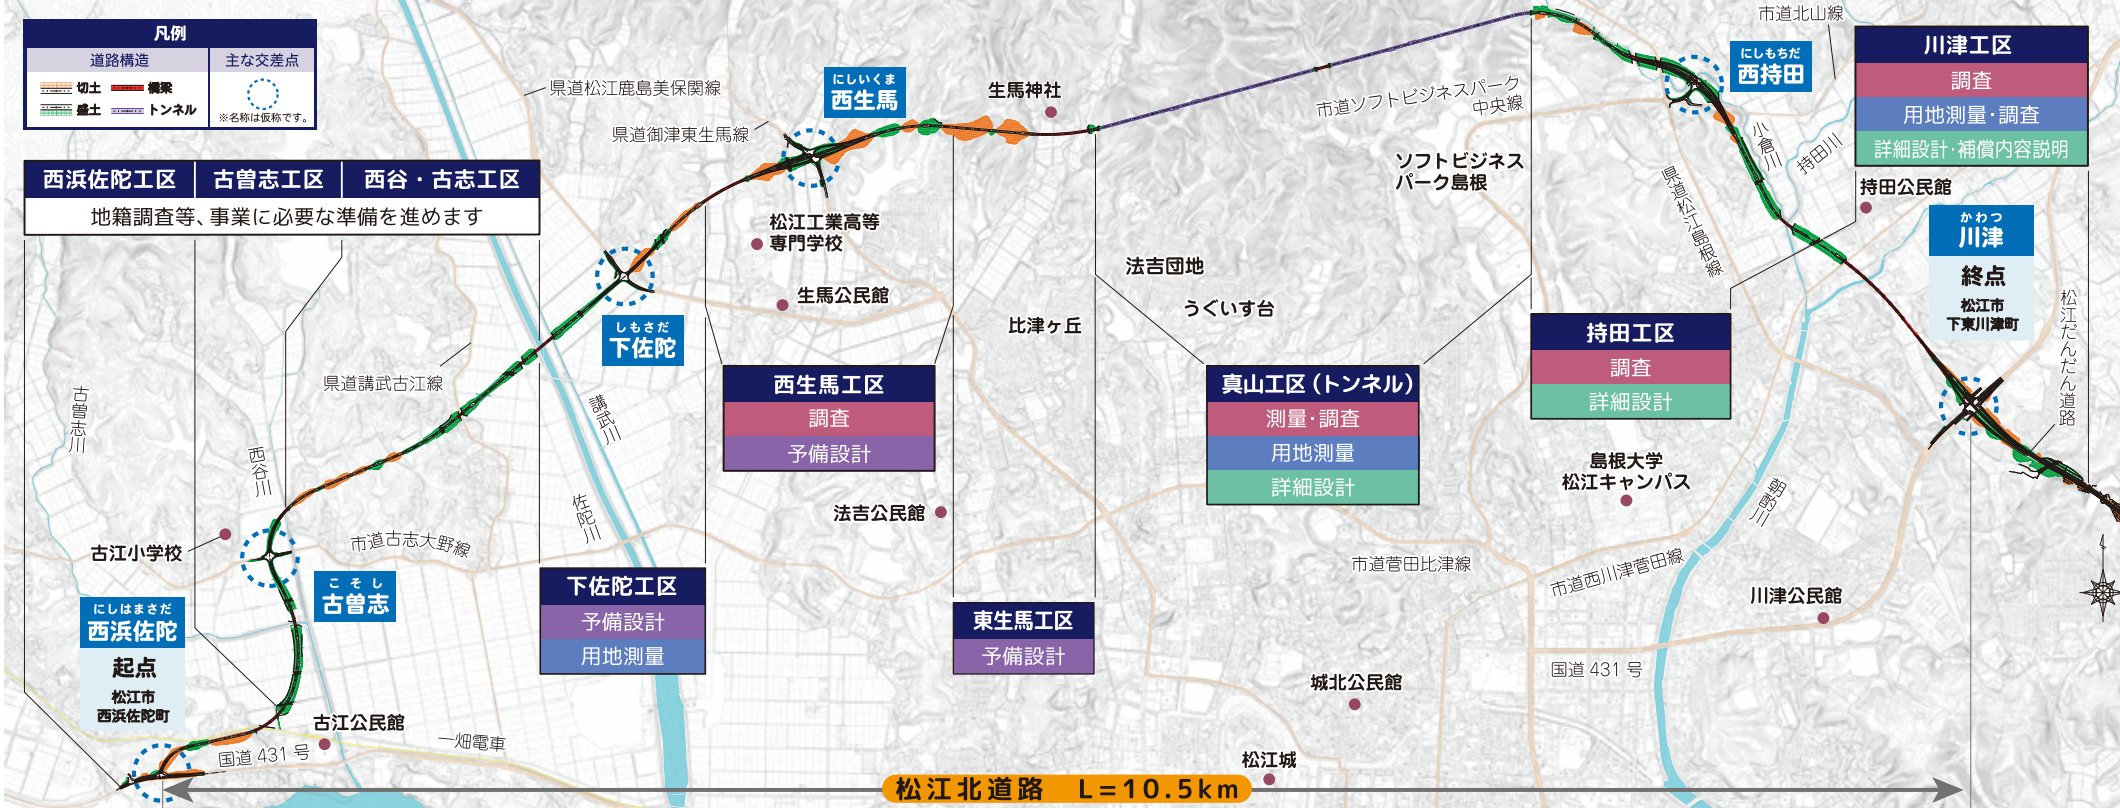 凡例
道路構造
主な交差点
切土
橋梁
盛土
トンネル
※名称は仮称です。
西浜佐陀工区
古曽志工区
西谷・古志工区
地籍調査等、事業に必要な準備を進めます
県道松江鹿島美保関線
県道御津東生馬線
にしいくま
西生馬
生馬神社
市道ソフトビジネスパーク
中央線
ソフトビジネス
パーク島根
市道北山線
にしもちだ
西持田
川津工区
調査
用地測量・調査
詳細設計・補償内容説明
小倉川
持田川
県道松江島根線
持田公民館
かわつ
川津
終点
松江市
下東川津町
松江だんだん道路
松江工業高等
専門学校
生馬公民館
しもさだ
下佐陀
法吉団地
うぐいす台
比津ヶ丘
県道講武古江線
講武川
古曽志川
西谷川
西生馬工区
調査
予備設計
真山工区(トンネル)
測量・調査
用地測量
詳細設計
持田工区
調査
詳細設計
島根大学
松江キャンパス
朝酌川
法吉公民館
佐陀川
古江小学校
市道古志大野線
こそし
古曽志
にしはまさだ
西浜佐陀
起点
松江市
西浜佐陀町
下佐陀工区
予備設計
用地測量
東生馬工区
予備設計
市道菅田比津線
市道西川津菅田線
川津公民館
国道431号
城北公民館
古江公民館
国道431号
一畑電車
松江城
松江北道路 L=10.5km